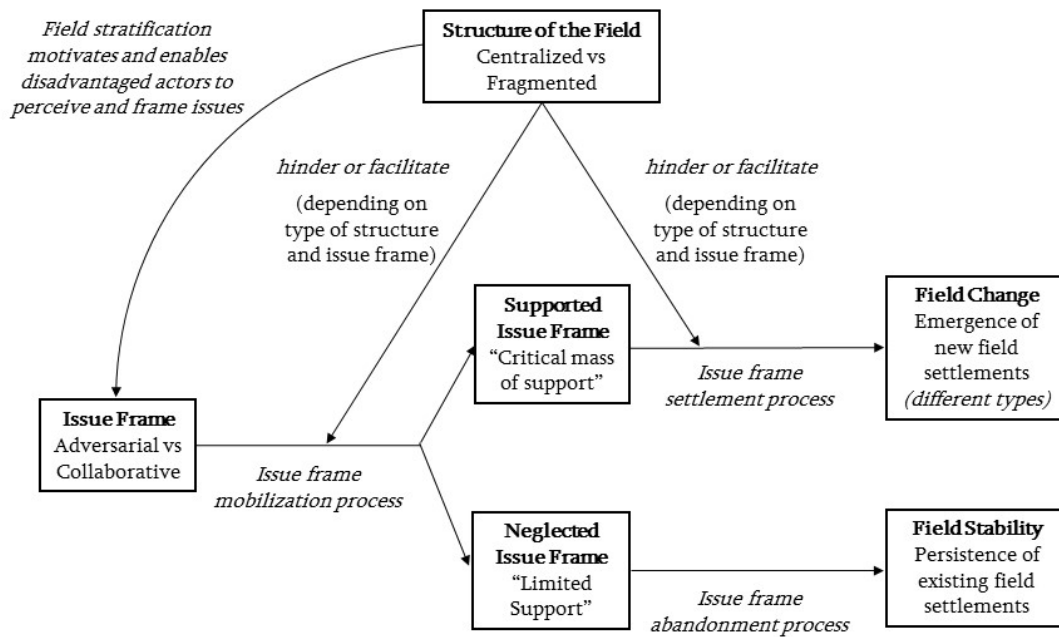 Field stratification
motivates and enables
disadvantaged actors to
perceive and frame issues
Structure of the Field
Centralized vs
Fragmented
hinder or facilitate
(depending on
type of structure
and issue frame)
hinder or facilitate
(depending on
type of structure
and issue frame)
Issue Frame
Adversarial vs
Collaborative
Issue frame
mobilization process
Supported
Issue Frame
“Critical mass
of support”
Issue frame
settlement process
Field Change
Emergence of
new field
settlements
(different types)
Neglected
Issue Frame
“Limited
Support”
Issue frame
abandonment process
Field Stability
Persistence of
existing field
settlements